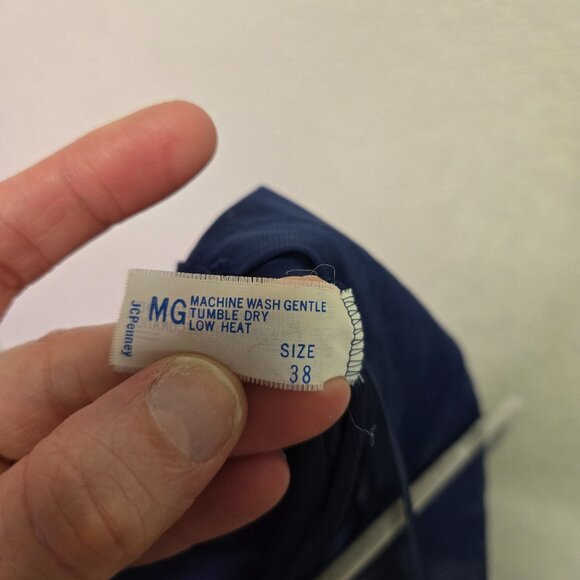 JCPenney
MG
MACHINE WASH GENTLE
TUMBLE DRY
LOW HEAT
SIZE
38